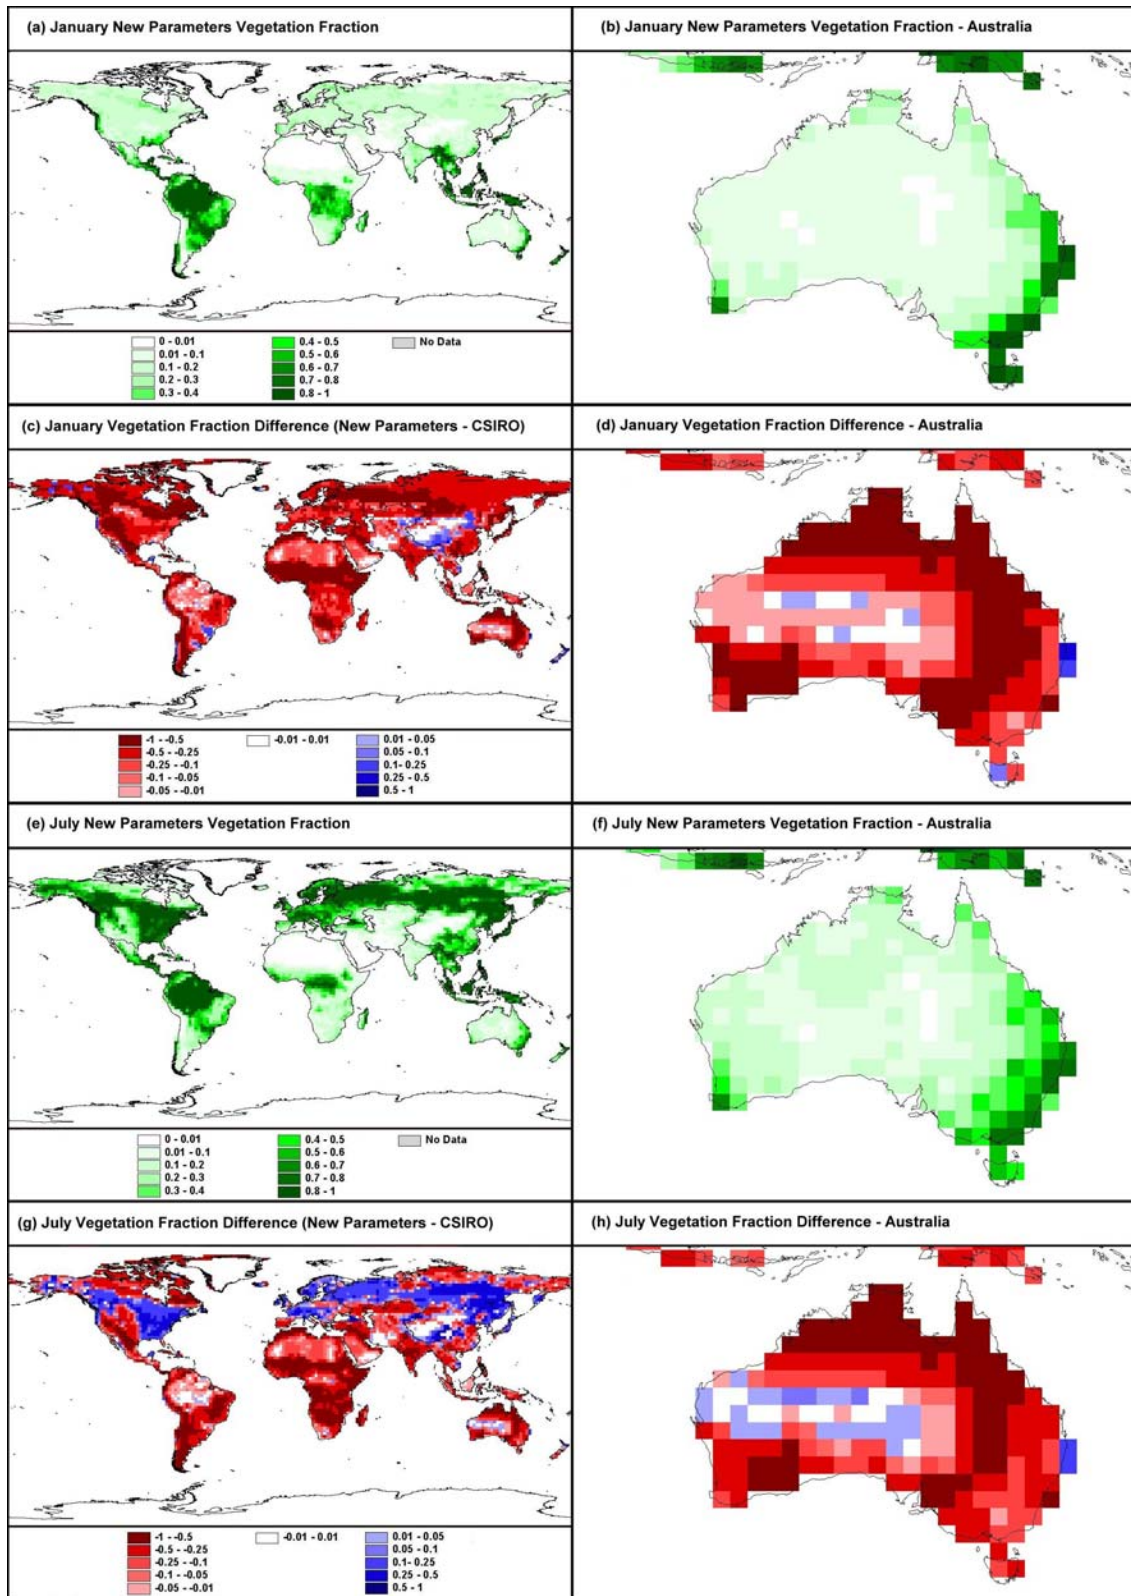 (a) January New Parameters Vegetation Fraction
(b) January New Parameters Vegetation Fraction - Australia
0 - 0.01
0.01 - 0.1
0.1 - 0.2
0.2 - 0.3
0.3 - 0.4
0.4 - 0.5
0.5 - 0.6
0.6 - 0.7
0.7 - 0.8
0.8 - 1
No Data
(c) January Vegetation Fraction Difference (New Parameters - CSIRO)
(d) January Vegetation Fraction Difference - Australia
-1 - -0.5
-0.5 - -0.25
-0.25 - -0.1
-0.1 - -0.05
-0.05 - -0.01
-0.01 - 0.01
0.01 - 0.05
0.05 - 0.1
0.1- 0.25
0.25 - 0.5
0.5 - 1
(e) July New Parameters Vegetation Fraction
(f) July New Parameters Vegetation Fraction - Australia
0 - 0.01
0.01 - 0.1
0.1 - 0.2
0.2 - 0.3
0.3 - 0.4
0.4 - 0.5
0.5 - 0.6
0.6 - 0.7
0.7 - 0.8
0.8 - 1
No Data
(g) July Vegetation Fraction Difference (New Parameters - CSIRO)
(h) July Vegetation Fraction Difference - Australia
-1 - -0.5
-0.5 - -0.25
-0.25 - -0.1
-0.1 - -0.05
-0.05 - -0.01
-0.01 - 0.01
0.01 - 0.05
0.05 - 0.1
0.1- 0.25
0.25 - 0.5
0.5 - 1